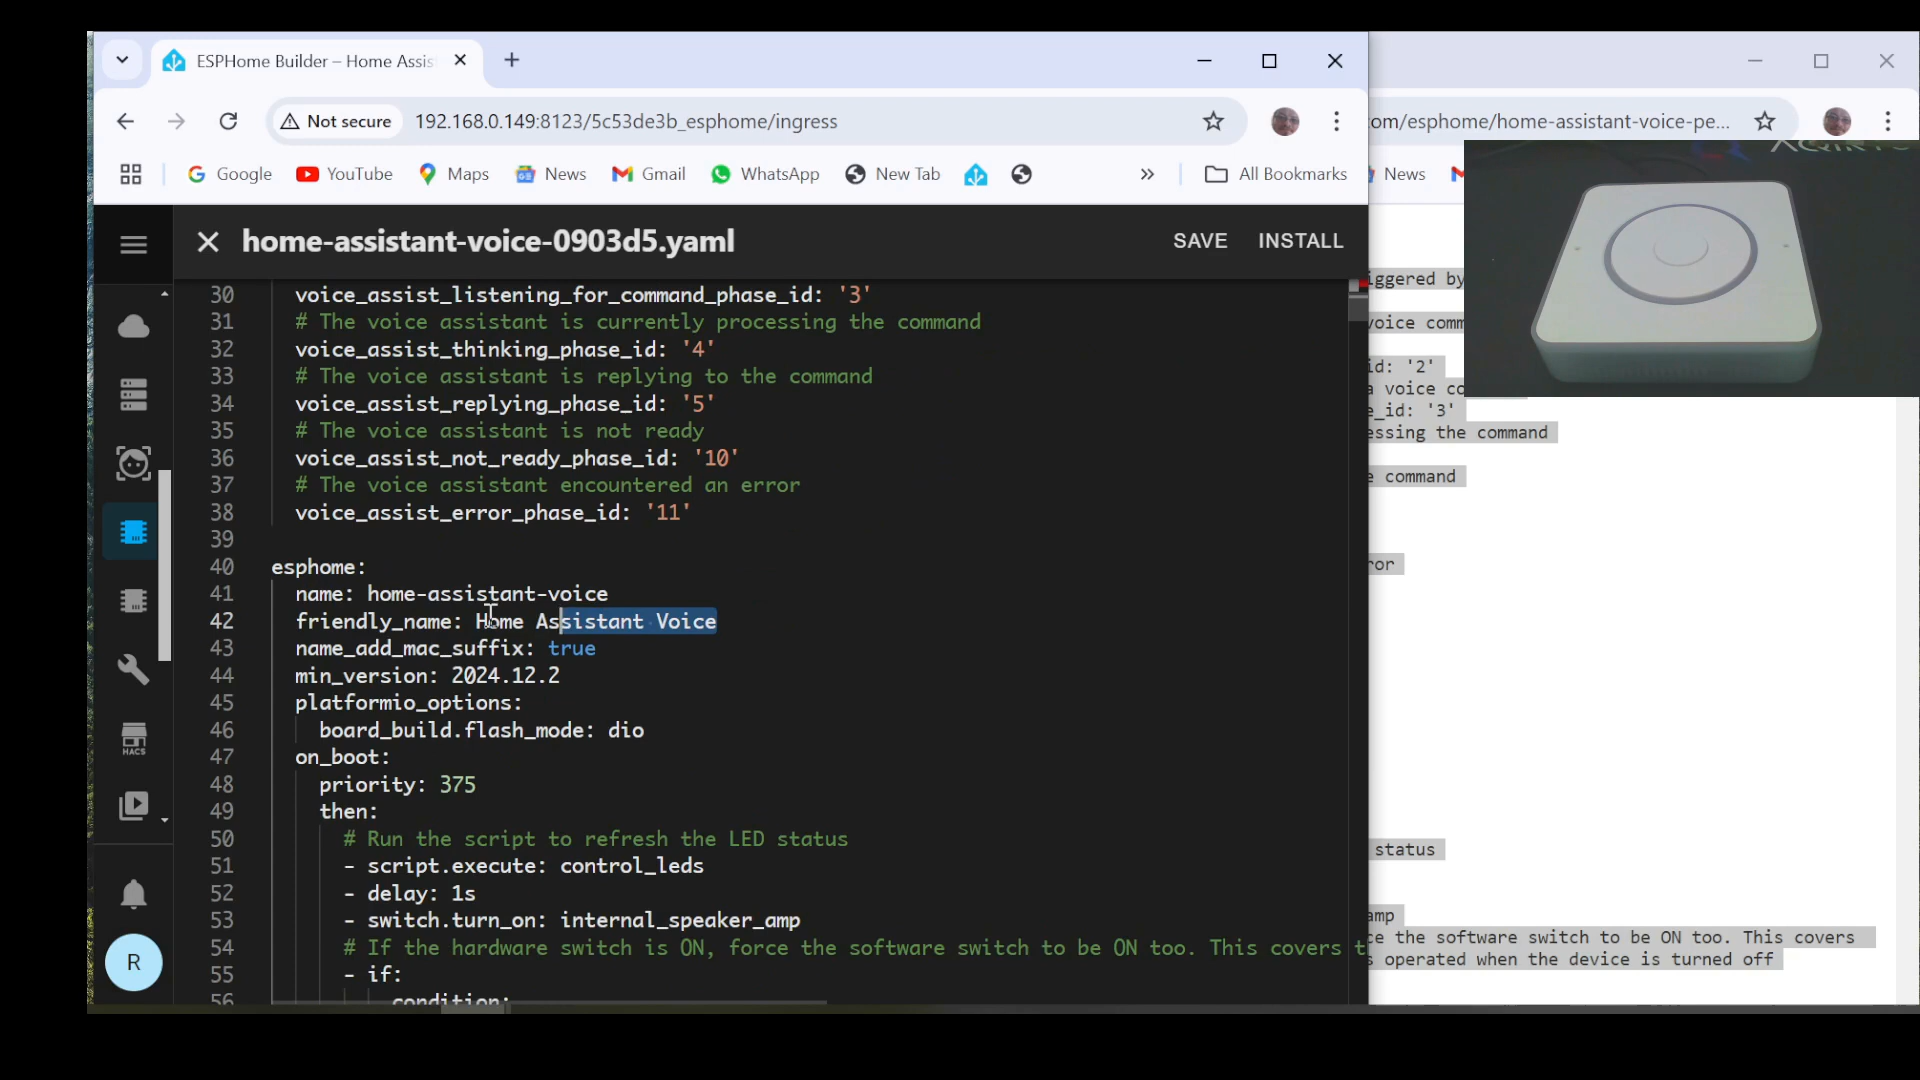 ESPHome Builder – Home Assis
Not secure
192.168.0.149:8123/5c53de3b_esphome/ingress
om/esphome/home-assistant-voice-pe...
Google
YouTube
Maps
News
Gmail
WhatsApp
New Tab
All Bookmarks
News
home-assistant-voice-0903d5.yaml
SAVE
INSTALL
30 voice_assist_listening_for_command_phase_id: '3'
31 # The voice assistant is currently processing the command
32 voice_assist_thinking_phase_id: '4'
33 # The voice assistant is replying to the command
34 voice_assist_replying_phase_id: '5'
35 # The voice assistant is not ready
36 voice_assist_not_ready_phase_id: '10'
37 # The voice assistant encountered an error
38 voice_assist_error_phase_id: '11'
39
40 esphome:
41 name: home-assistant-voice
42 friendly_name: Home Assistant Voice
43 name_add_mac_suffix: true
44 min_version: 2024.12.2
45 platformio_options:
46 board_build.flash_mode: dio
47 on_boot:
48 priority: 375
49 then:
50 # Run the script to refresh the LED status
51 - script.execute: control_leds
52 - delay: 1s
53 - switch.turn_on: internal_speaker_amp
54 # If the hardware switch is ON, force the software switch to be ON too. This covers t
55 - if:
56 condition:
HACS
R
iggered by
voice comm
id: '2'
a voice co
e_id: '3'
essing the command
e command
ror
status
amp
ce the software switch to be ON too. This covers
s operated when the device is turned off